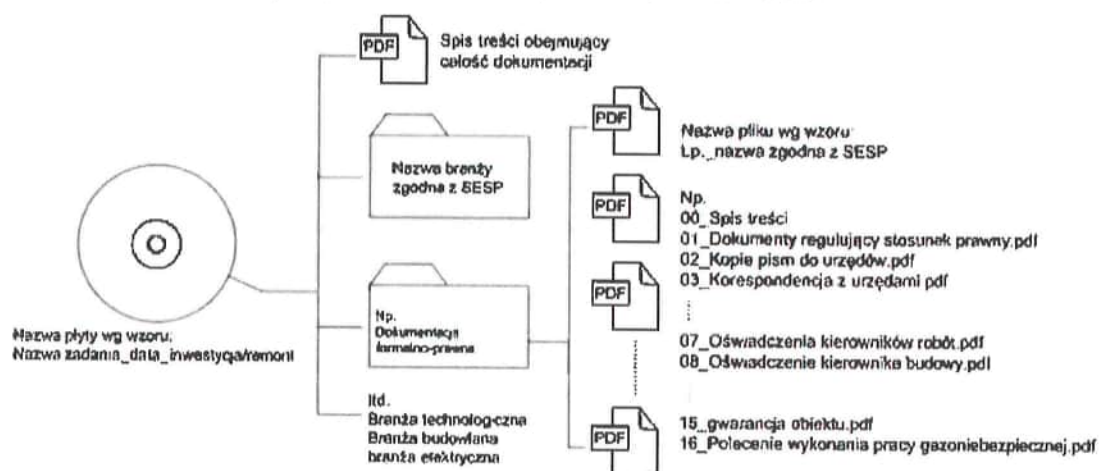 PDF
Spis treści obejmujący
całość dokumentacji
Nazwa branży
zgodna z SESP
Nazwa płyty wg wzoru:
Nazwa zadania_data_inwestycja/remont
Np.
Dokumentacja
formalno-prawna
Itd.
Branża technologiczna
Branża budowlana
branża elektryczna
PDF
Nazwa pliku wg wzoru:
Lp._nazwa zgodna z SESP
PDF
Np.
00_Spis treści
01_Dokumenty regulujący stosunek prawny.pdf
02_Kopie pism do urzędów.pdf
PDF
03_Korespondencja z urzędami pdf
07_Oświadczenia kierowników robót.pdf
08_Oświadczenie kierownika budowy.pdf
PDF
15_gwarancja obiektu.pdf
16_Polecenie wykonania pracy gazoniebezpiecznej.pdf